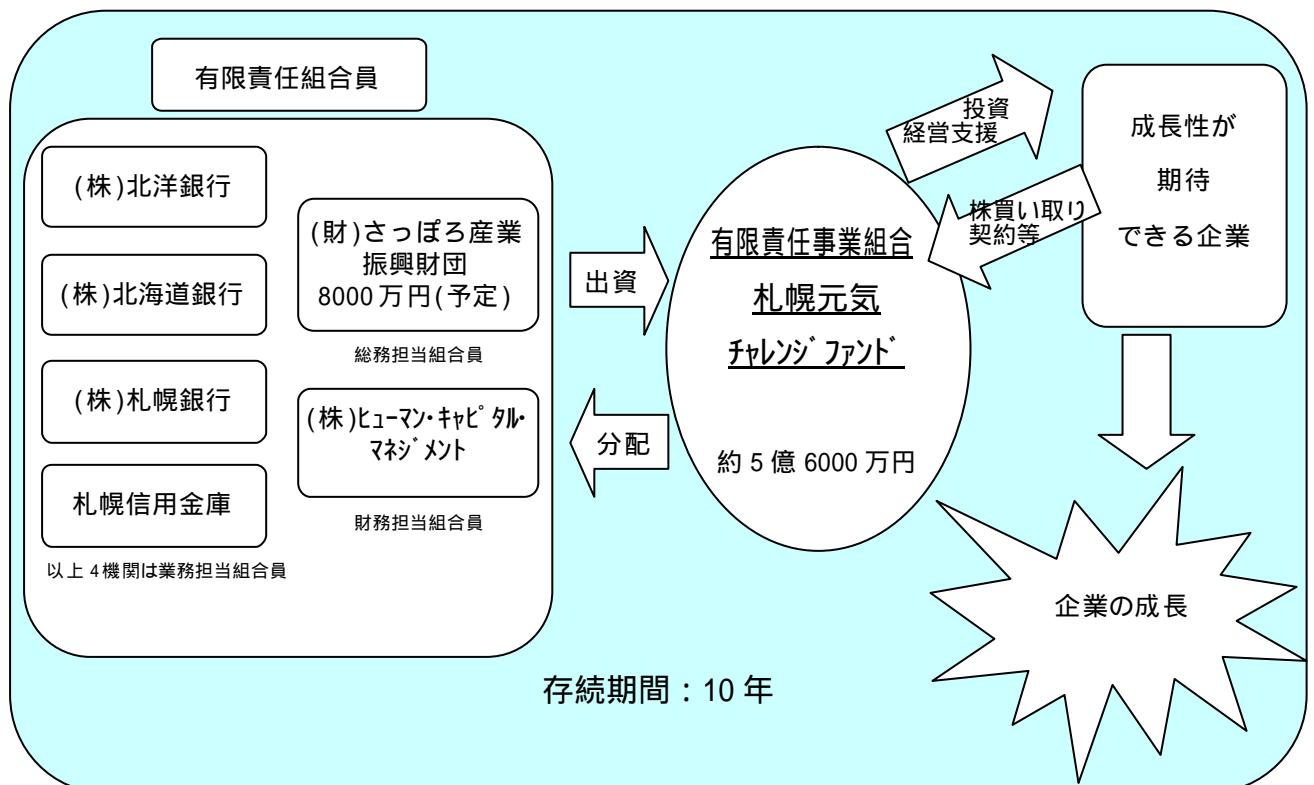 有限責任組合員
(株)北洋銀行
(株)北海道銀行
(株)札幌銀行
札幌信用金庫
以上4機関は業務担当組合員
(財)さっぽろ産業
振興財団
8000万円(予定)
総務担当組合員
(株)ﾋｭｰﾏﾝ･ｷｬﾋﾟﾀﾙ･
ﾏﾈｼﾞﾒﾝﾄ
財務担当組合員
出資
分配
有限責任事業組合
札幌元気
ﾁｬﾚﾝｼﾞﾌｧﾝﾄﾞ
約5億6000万円
投資
経営支援
株買い取り
契約等
成長性が
期待
できる企業
企業の成長
存続期間：10年